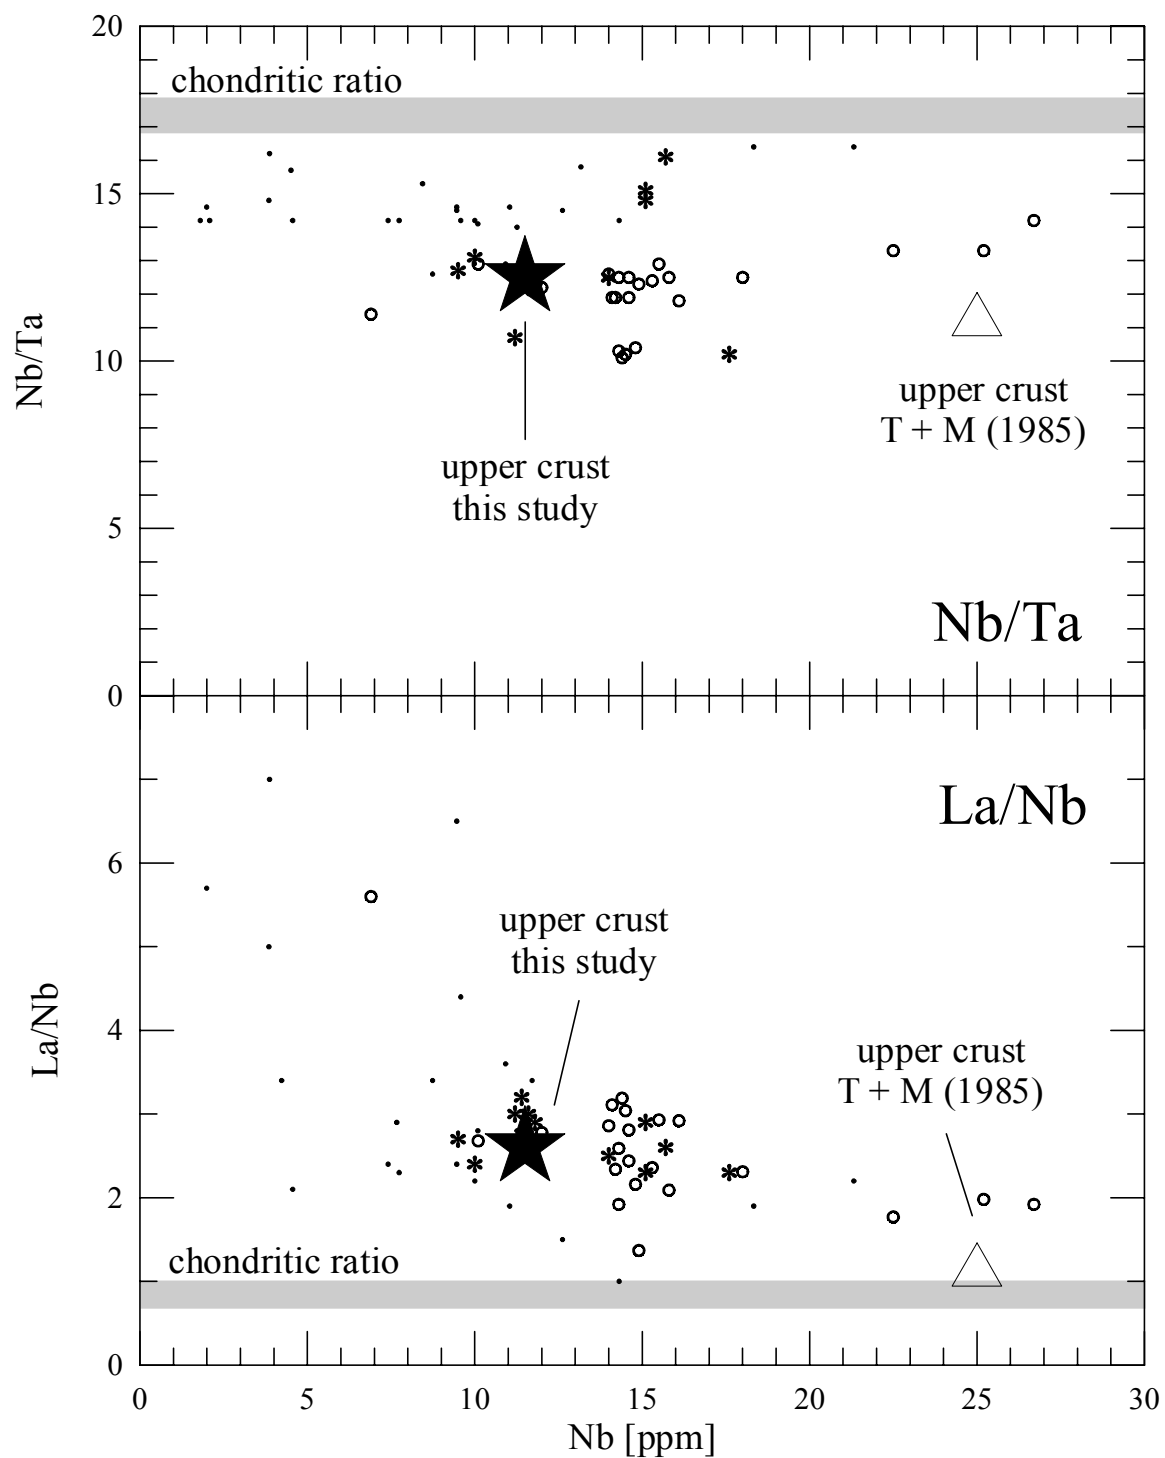 20
chondritic ratio
15
10
upper crust
T + M (1985)
upper crust
this study
5
Nb/Ta
Nb/Ta
0
La/Nb
6
upper crust
this study
4
upper crust
T + M (1985)
La/Nb
2
chondritic ratio
0
0 5 10 15 20 25 30
Nb [ppm]